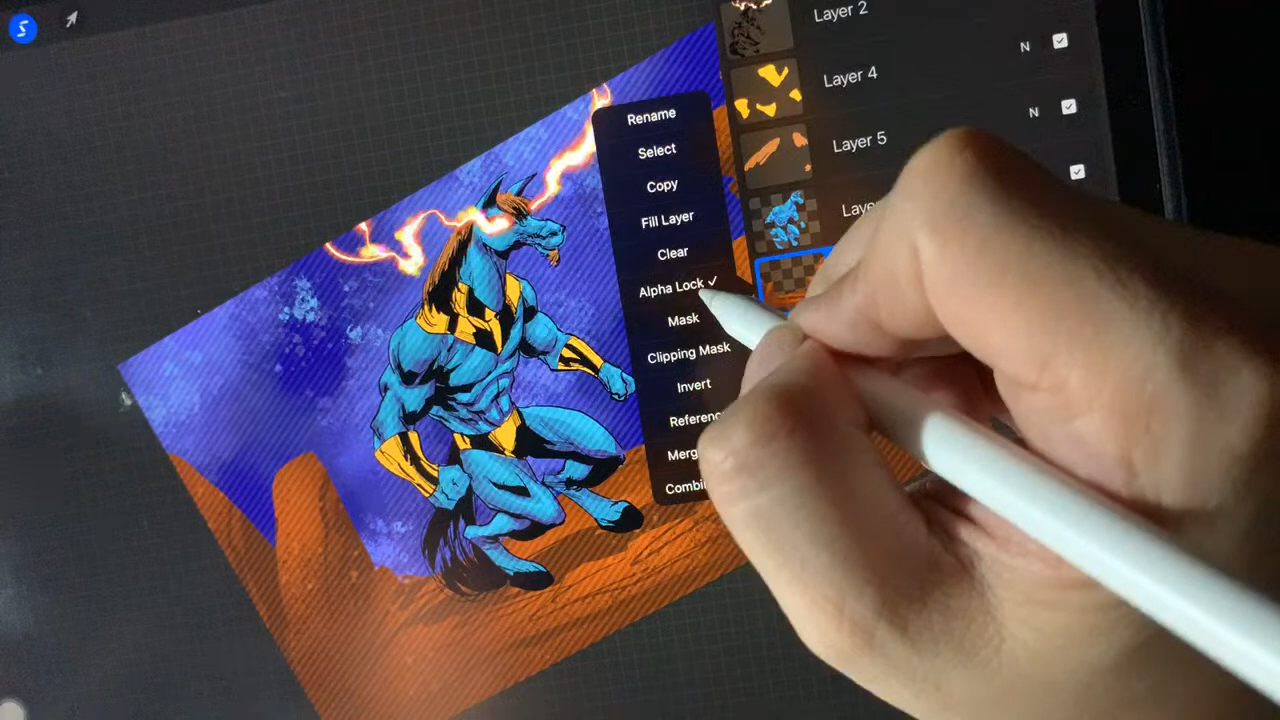 Layer 2
N
Layer 4
N
Layer 5
Rename
Select
Copy
Fill Layer
Clear
Alpha Lock ✓
Mask
Clipping Mask
Invert